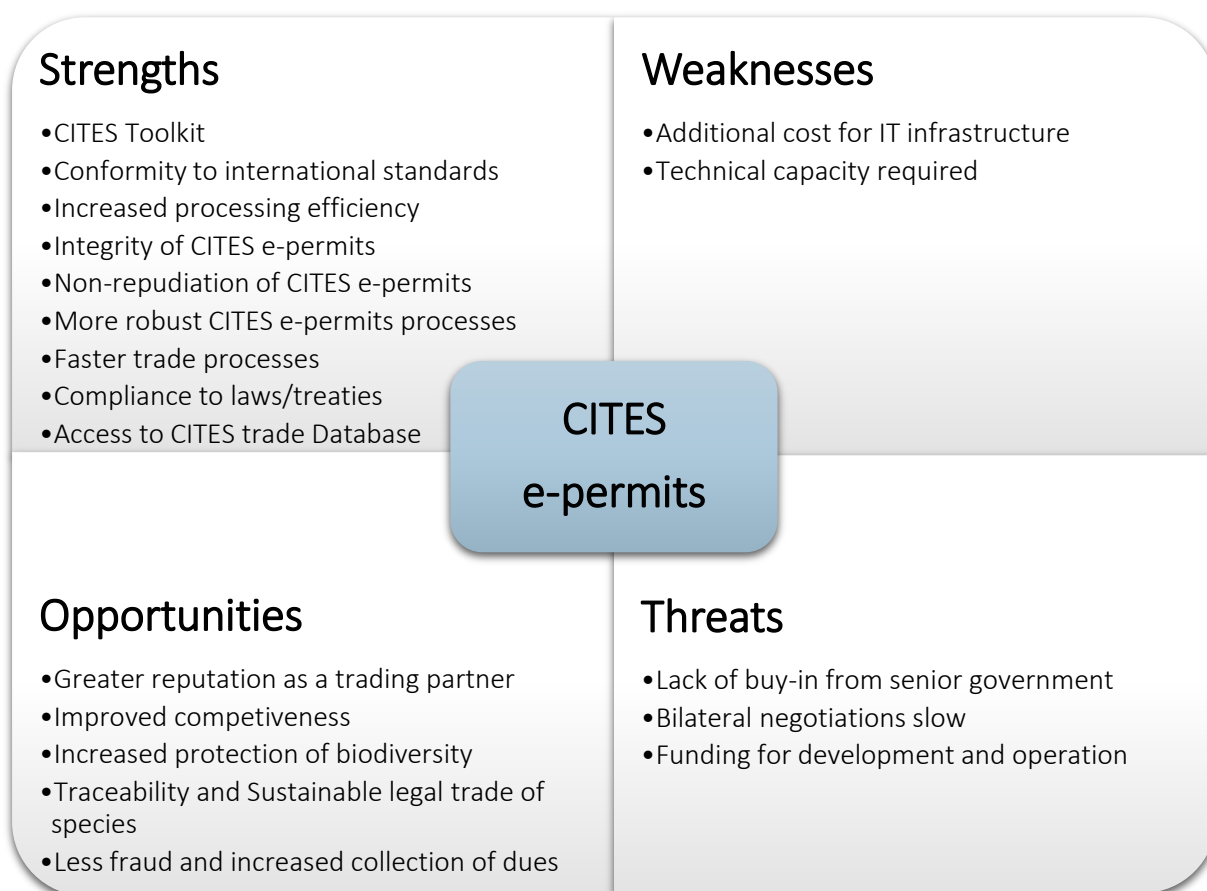 Strengths
•CITES Toolkit
•Conformity to international standards
•Increased processing efficiency
•Integrity of CITES e-permits
•Non-repudiation of CITES e-permits
•More robust CITES e-permits processes
•Faster trade processes
•Compliance to laws/treaties
•Access to CITES trade Database
Weaknesses
•Additional cost for IT infrastructure
•Technical capacity required
CITES
e-permits
Opportunities
•Greater reputation as a trading partner
•Improved competiveness
•Increased protection of biodiversity
•Traceability and Sustainable legal trade of
species
•Less fraud and increased collection of dues
Threats
•Lack of buy-in from senior government
•Bilateral negotiations slow
•Funding for development and operation